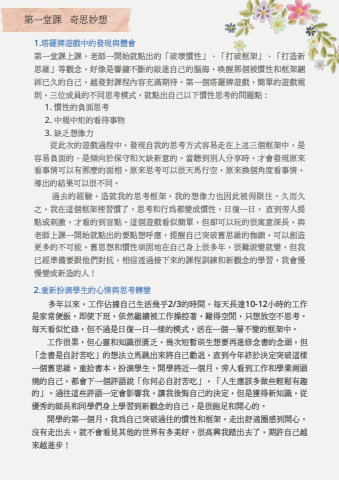 第一堂課　奇思妙想
1.塔羅牌遊戲中的發現與體會
第一堂課上課，老師一開始就點出的「破壞慣性」、「打破框架」、「打造新
思維」等觀念，好像是響鐘不斷的敲進自己的腦海，喚醒那個被慣性和框架綑
綁已久的自己，越發對課程內容充滿期待。第一個塔羅牌遊戲，簡單的遊戲規
則，三位成員的不同思考模式，就點出自己以下慣性思考的問題點：
1. 慣性的負面思考
2. 中規中矩的看待事物
3. 缺乏想像力
從此次的遊戲過程中，發現自我的思考方式容易走在上述三個框架中，是
容易負面的、是傾向於保守和欠缺新意的。當聽到別人分享時，才會發現原來
看事情可以有那麼的面相，原來思考可以很天馬行空，原來換個角度看事情，
導出的結果可以很不同。
過去的經驗，造就我的思考框架，我的想像力也因此被侷限住。久而久
之，我在這個框架裡習慣了，思考和行為都變成慣性，日復一日，直到旁人提
點或刺激，才看的到盲點。這個遊戲看似簡單，但卻可以玩的很寓意深長。與
老師上課一開始就點出的要點想呼應，提醒自己突破舊思維的枷鎖，可以創造
更多的不可能。舊思想和慣性頑固地在自己身上很多年，很難說變就變，但我
已經準備要跟他們對抗，相信透過接下來的課程訓練和新觀念的學習，我會慢
慢變成新造的人！
2.重新扮演學生的心情與思考轉變
多年以來，工作佔據自己生活幾乎2/3的時間，每天長達10-12小時的工作
是家常便飯，即使下班，依然繼續被工作操控著，難得空閒，只想放空不思考。
每天看似忙碌，但不過是日復一日一樣的模式，活在一個一層不變的框架中。
工作很累，但心靈和知識很匱乏，幾次短暫萌生想要再進修念書的念頭，但
「念書是自討苦吃」的想法立馬跳出來將自己勸退，直到今年終於決定突破這樣
一個舊思維，重拾書本，扮演學生。開學將近一個月，旁人看到工作和學業兩頭
燒的自己，都會下一個評語說「你何必自討苦吃」，「人生應該多做些輕鬆有趣
的」。過往這些評語一定會影響我，讓我後悔自己的決定，但是獲得新知識，從
優秀的師長和同學們身上學習到新觀念的自己，是很飽足和開心的。
開學的第一個月，我為自己突破過往的慣性和框架，走出舒適圈感到開心，
沒有走出去，就不會看見其他的世界有多美好，很高興我踏出去了，期許自己越
來越進步！